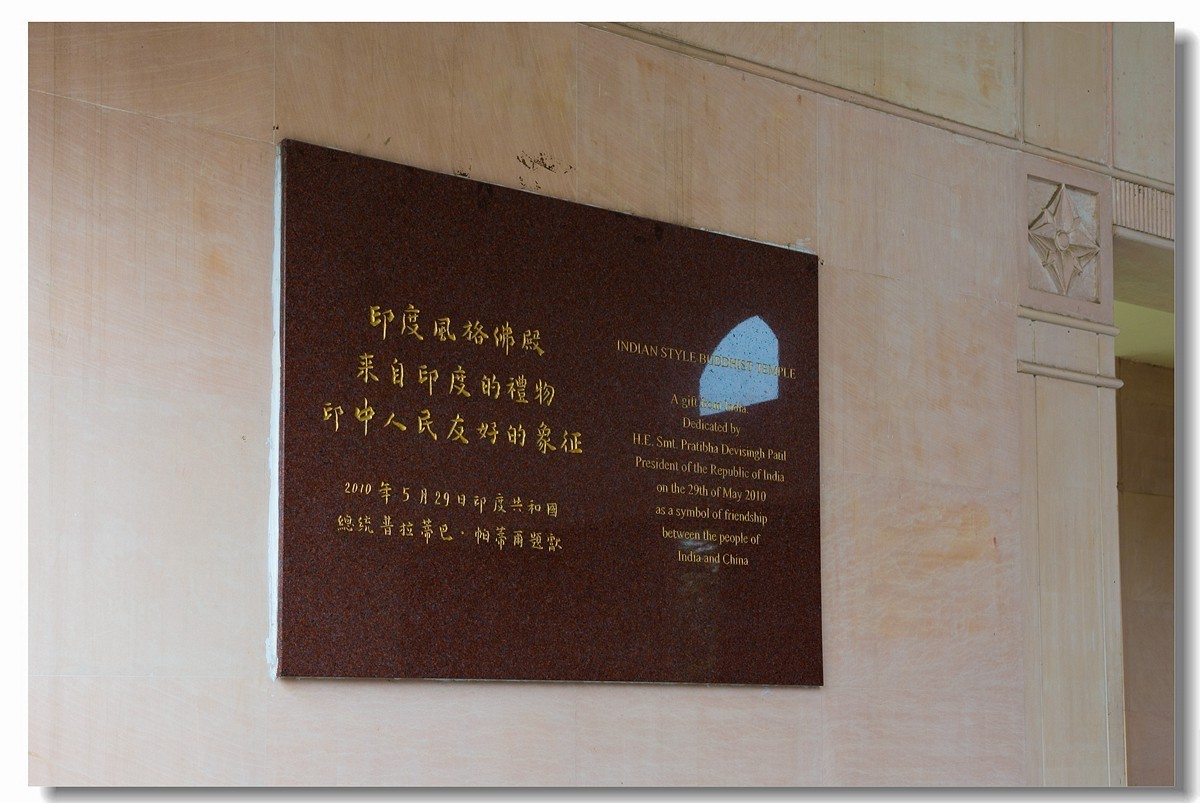 印度風格佛殿
来自印度的禮物
印中人民友好的象征
2010年5月29日印度共和國
總統普拉蒂巴·帕蒂爾題獻
INDIAN STYLE BUDDHIST TEMPLE
A gift from India.
Dedicated by
H.E. Smt. Pratibha Devisingh Patil
President of the Republic of India
on the 29th of May 2010
as a symbol of friendship
between the people of
India and China